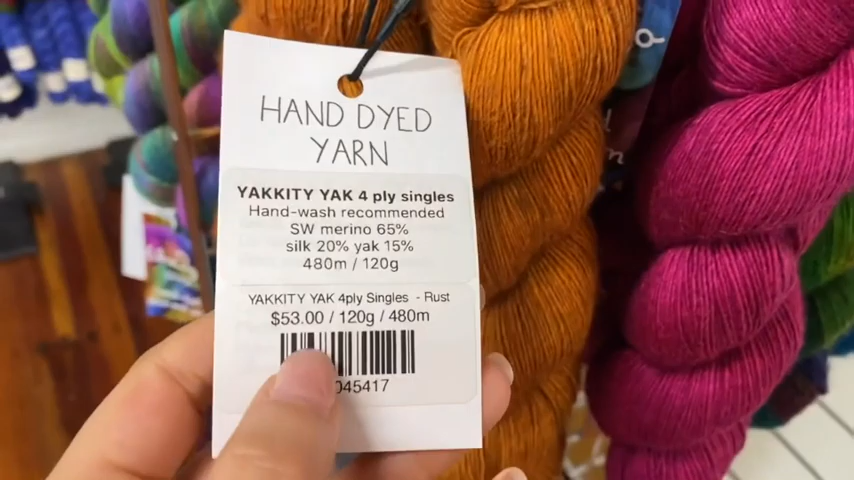 HAND DYED
YARN
YAKKITY YAK 4 ply singles
Hand-wash recommended
SW merino 65%
silk 20% yak 15%
480m / 120g
YAKKITY YAK 4ply Singles - Rust
$53.00 / 120g / 480m
045417